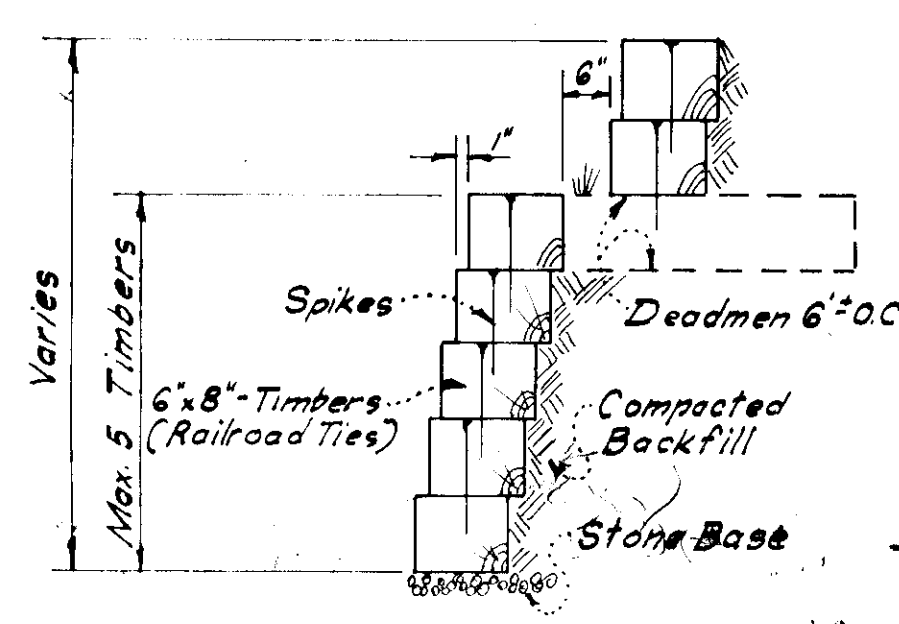 6"
1"
Varies
Max. 5 Timbers
Spikes
Deadmen 6'± O.C
6"x8"-Timbers
(Railroad Ties)
Compacted
Backfill
Stone Base